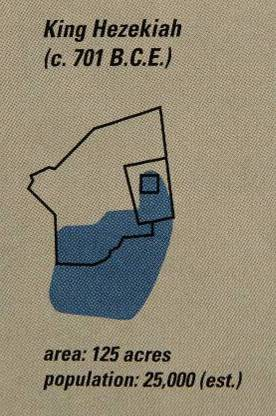 King Hezekiah
(c. 701 B.C.E.)
area: 125 acres
population: 25,000 (est.)